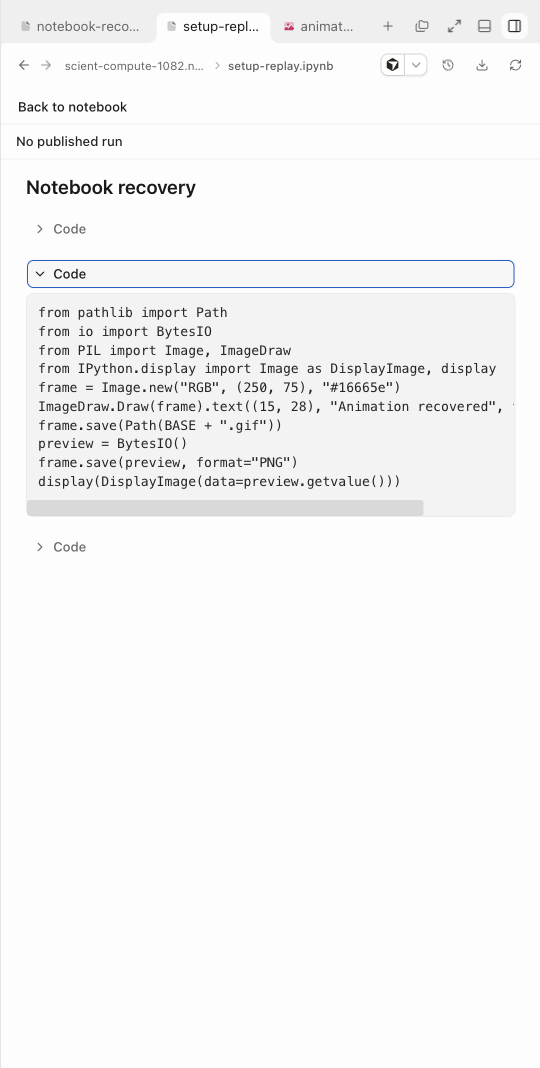 notebook-reco...
setup-repl...
animat...
scient-compute-1082.n...
setup-replay.ipynb
Back to notebook
No published run
Notebook recovery
Code
Code
from pathlib import Path
from io import BytesIO
from PIL import Image, ImageDraw
from IPython.display import Image as DisplayImage, display
frame = Image.new("RGB", (250, 75), "#16665e")
ImageDraw.Draw(frame).text((15, 28), "Animation recovered",
frame.save(Path(BASE + ".gif"))
preview = BytesIO()
frame.save(preview, format="PNG")
display(DisplayImage(data=preview.getvalue()))
Code